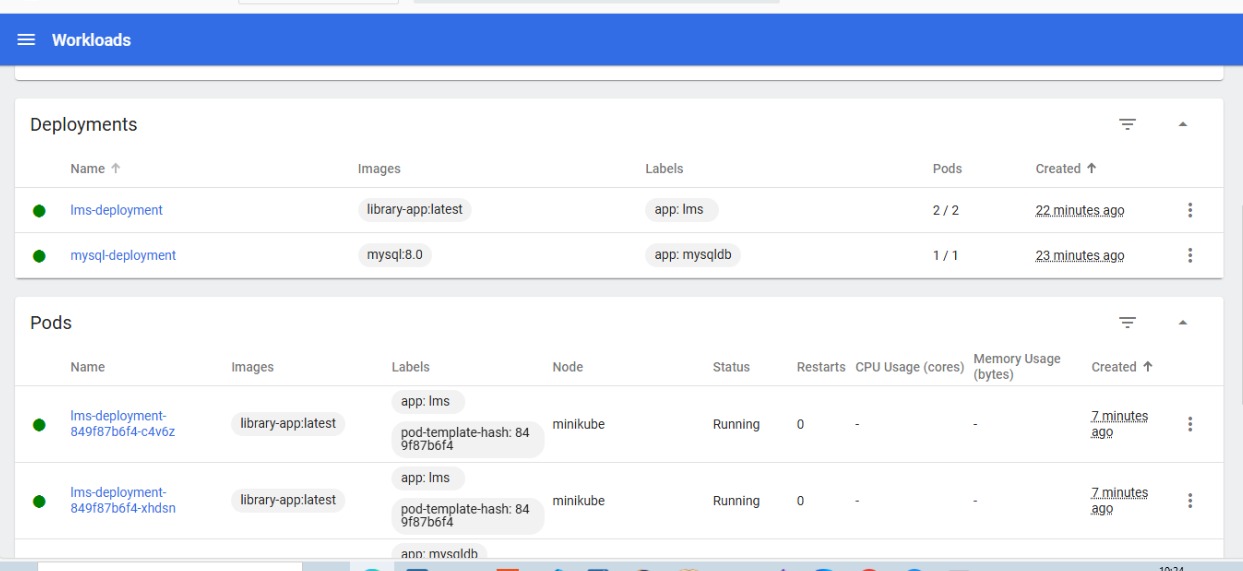 Workloads
Deployments
Name Images Labels Pods Created
lms-deployment library-app:latest app: lms 2 / 2 22 minutes ago
mysql-deployment mysql:8.0 app: mysqldb 1 / 1 23 minutes ago
Pods
Name Images Labels Node Status Restarts CPU Usage (cores) Memory Usage (bytes) Created
lms-deployment-
849f87b6f4-c4v6z
library-app:latest
app: lms
pod-template-hash: 84
9f87b6f4
minikube
Running
0
-
-
7 minutes
ago
lms-deployment-
849f87b6f4-xhdsn
library-app:latest
app: lms
pod-template-hash: 84
9f87b6f4
minikube
Running
0
-
-
7 minutes
ago
app: mysqldb